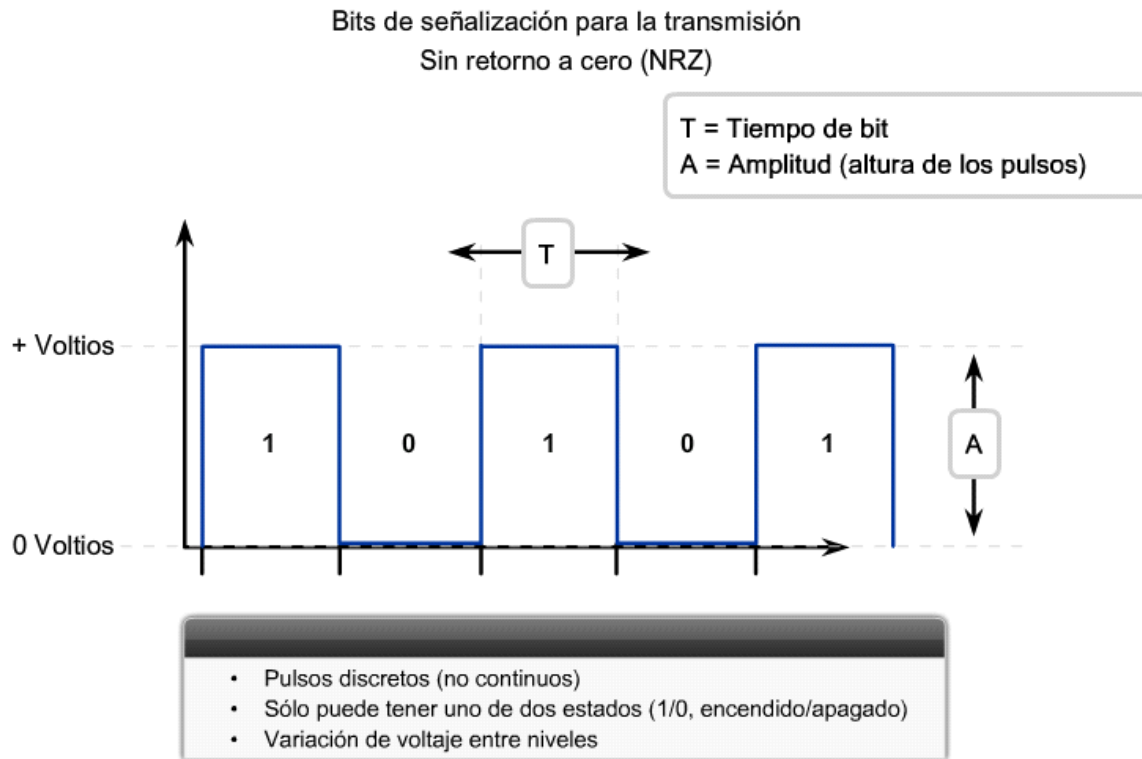 Bits de señalización para la transmisión
Sin retorno a cero (NRZ)
T = Tiempo de bit
A = Amplitud (altura de los pulsos)
T
+ Voltios
1 0 1 0 1
A
0 Voltios
• Pulsos discretos (no continuos)
• Sólo puede tener uno de dos estados (1/0, encendido/apagado)
• Variación de voltaje entre niveles